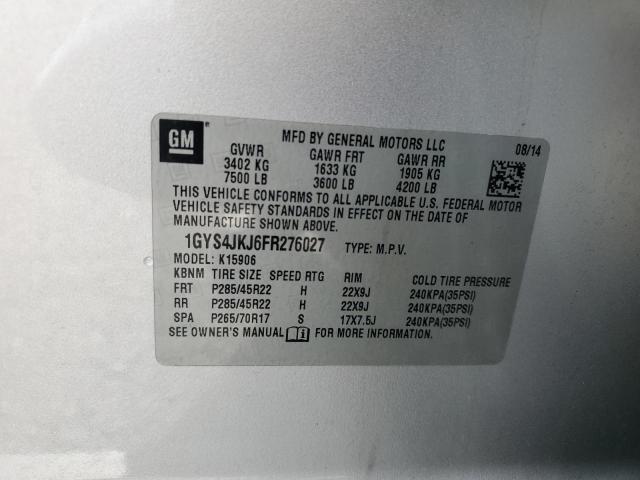 GM
MFD BY GENERAL MOTORS LLC 08/14
GVWR GAWR FRT GAWR RR
3402 KG 1633 KG 1905 KG
7500 LB 3600 LB 4200 LB
THIS VEHICLE CONFORMS TO ALL APPLICABLE U.S. FEDERAL MOTOR
VEHICLE SAFETY STANDARDS IN EFFECT ON THE DATE OF
MANUFACTURE SHOWN ABOVE.
1GYS4JKJ6FR276027 TYPE: M.P.V.
MODEL: K15906
KBNM TIRE SIZE SPEED RTG RIM COLD TIRE PRESSURE
FRT P285/45R22 H 22X9J 240KPA(35PSI)
RR P285/45R22 H 22X9J 240KPA(35PSI)
SPA P265/70R17 S 17X7.5J 240KPA(35PSI)
SEE OWNER'S MANUAL FOR MORE INFORMATION.